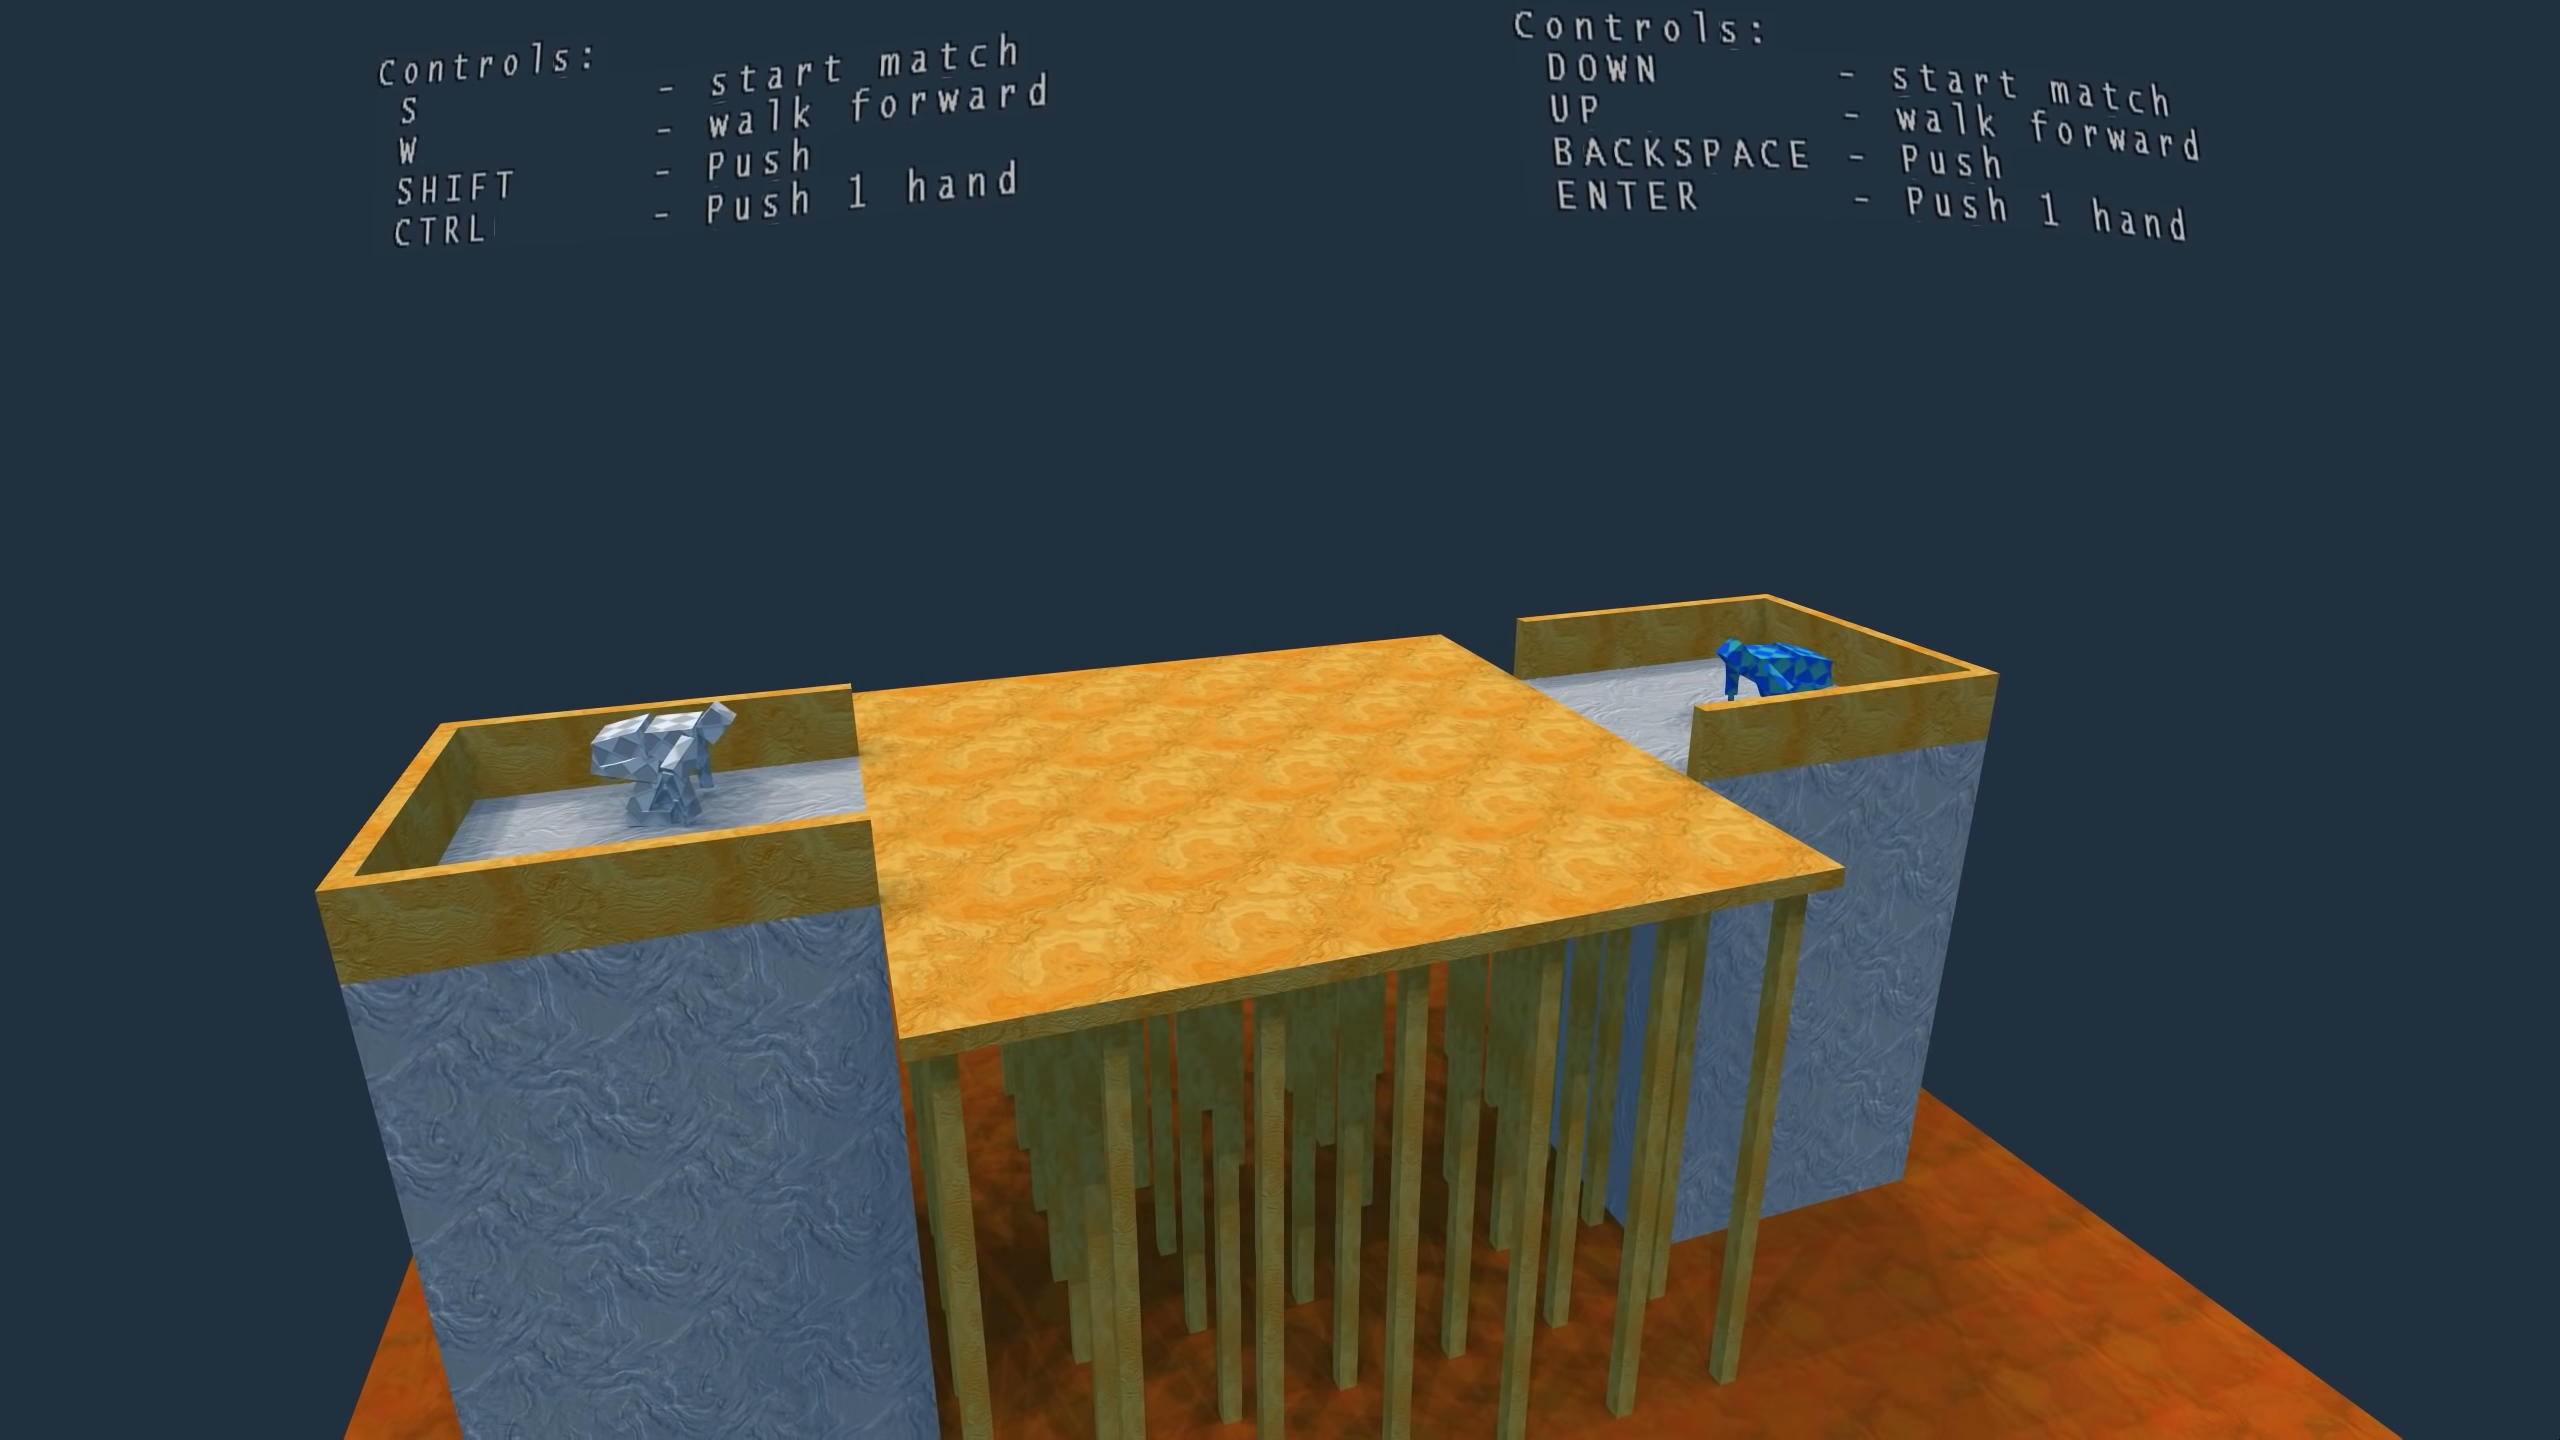 Controls:
S - start match
W - walk forward
SHIFT - Push
CTRL - Push 1 hand
Controls:
DOWN - start match
UP - walk forward
BACKSPACE - Push
ENTER - Push 1 hand